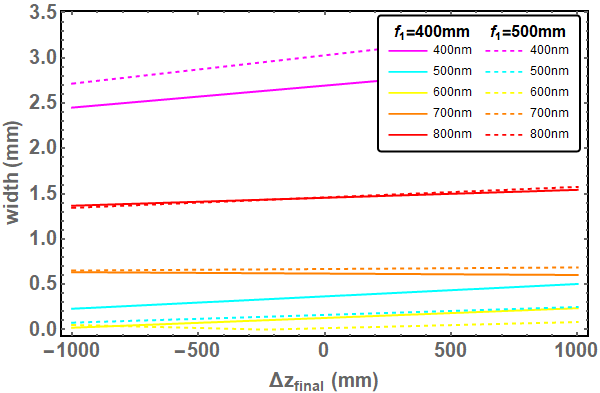 3.5
3.0
2.5
2.0
1.5
1.0
0.5
0.0
width (mm)
f1=400mm f1=500mm
400nm 400nm
500nm 500nm
600nm 600nm
700nm 700nm
800nm 800nm
−1000 −500 0 500 1000
Δzfinal (mm)